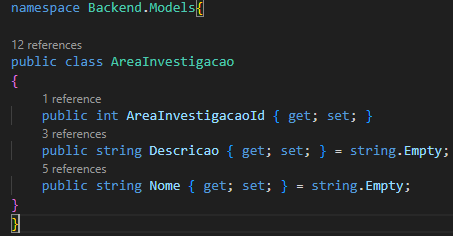 namespace Backend.Models{
12 references
public class AreaInvestigacao
{
1 reference
public int AreaInvestigacaoId { get; set; }
3 references
public string Descricao { get; set; } = string.Empty;
5 references
public string Nome { get; set; } = string.Empty;
}
}